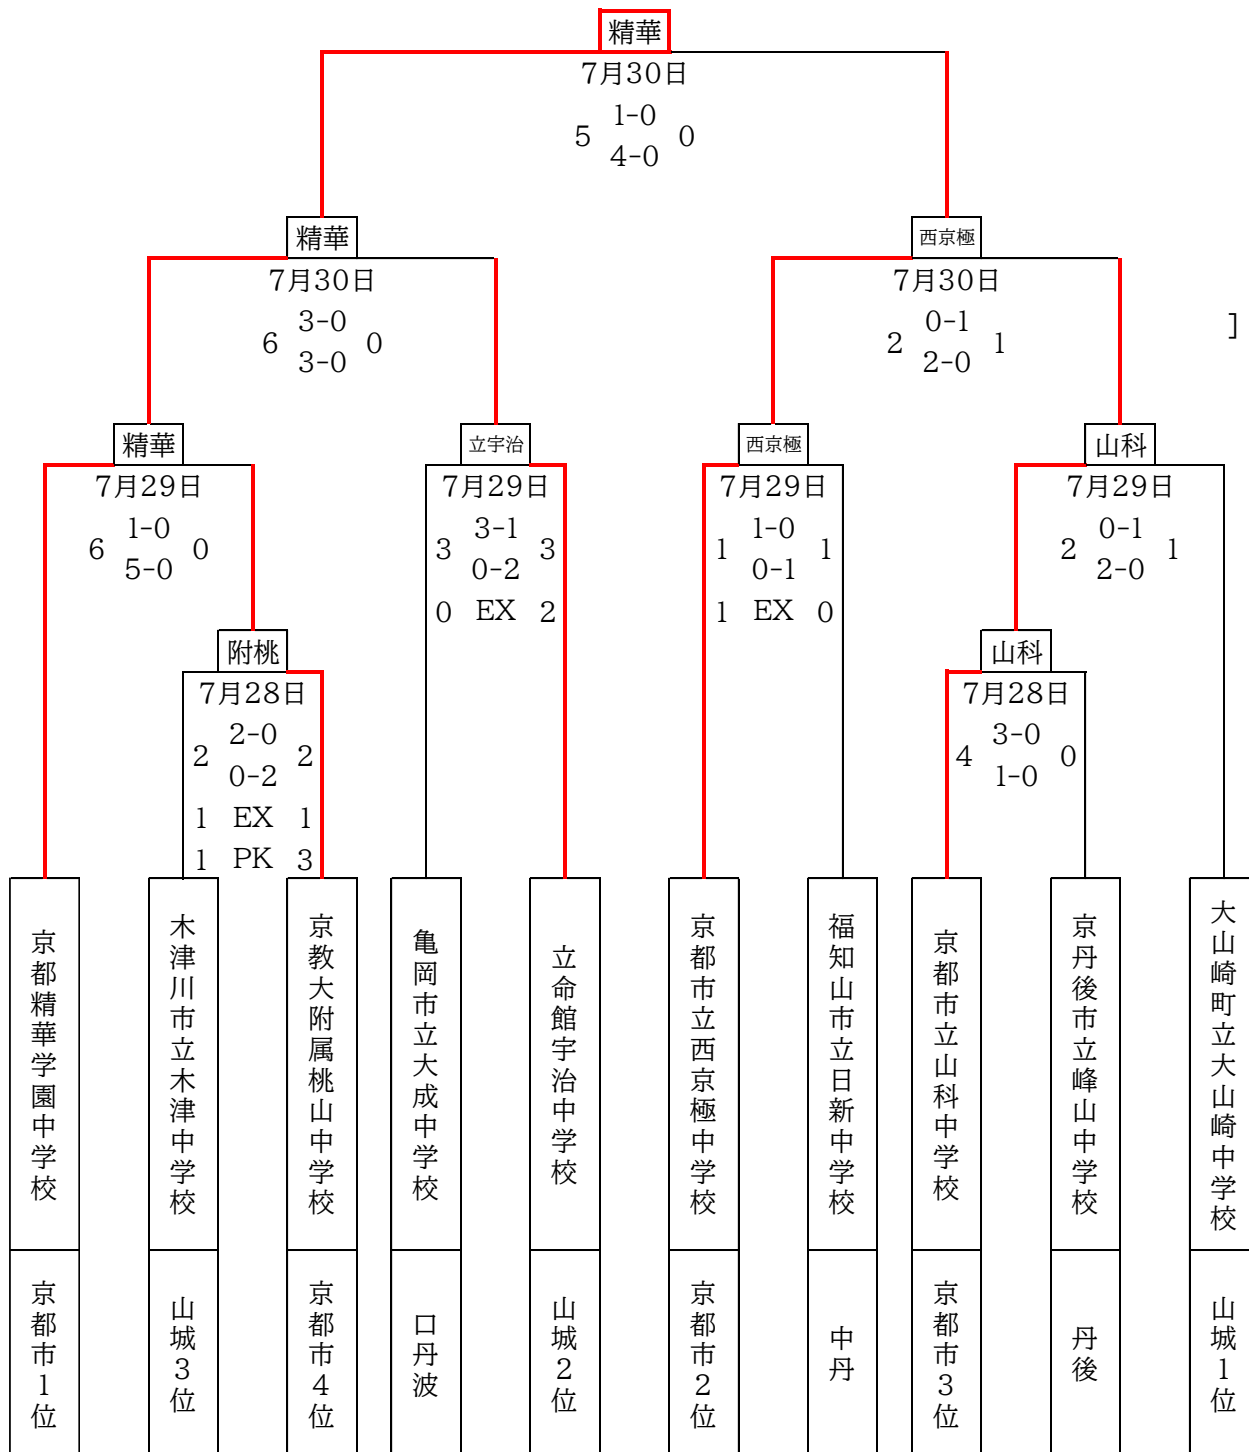 精華
7月30日
1-0
5 0
4-0
精華 西京極
7月30日 7月30日
3-0 0-1
6 0 2 1 ]
3-0 2-0
精華 立宇治 西京極 山科
7月29日 7月29日 7月29日 7月29日
1-0 3-1 1-0 0-1
6 0 3 3 1 1 2 1
5-0 0-2 0-1 2-0
0 EX 2 1 EX 0
附桃 山科
7月28日 7月28日
2-0 3-0
2 2 4 0
0-2 1-0
1 EX 1
1 PK 3
京都精華学園中学校
木津川市立木津中学校
京教大附属桃山中学校
亀岡市立大成中学校
立命館宇治中学校
京都市立西京極中学校
福知山市立日新中学校
京都市立山科中学校
京丹後市立峰山中学校
大山崎町立大山崎中学校
京都市1位
山城3位
京都市4位
口丹波
山城2位
京都市2位
中丹
京都市3位
丹後
山城1位